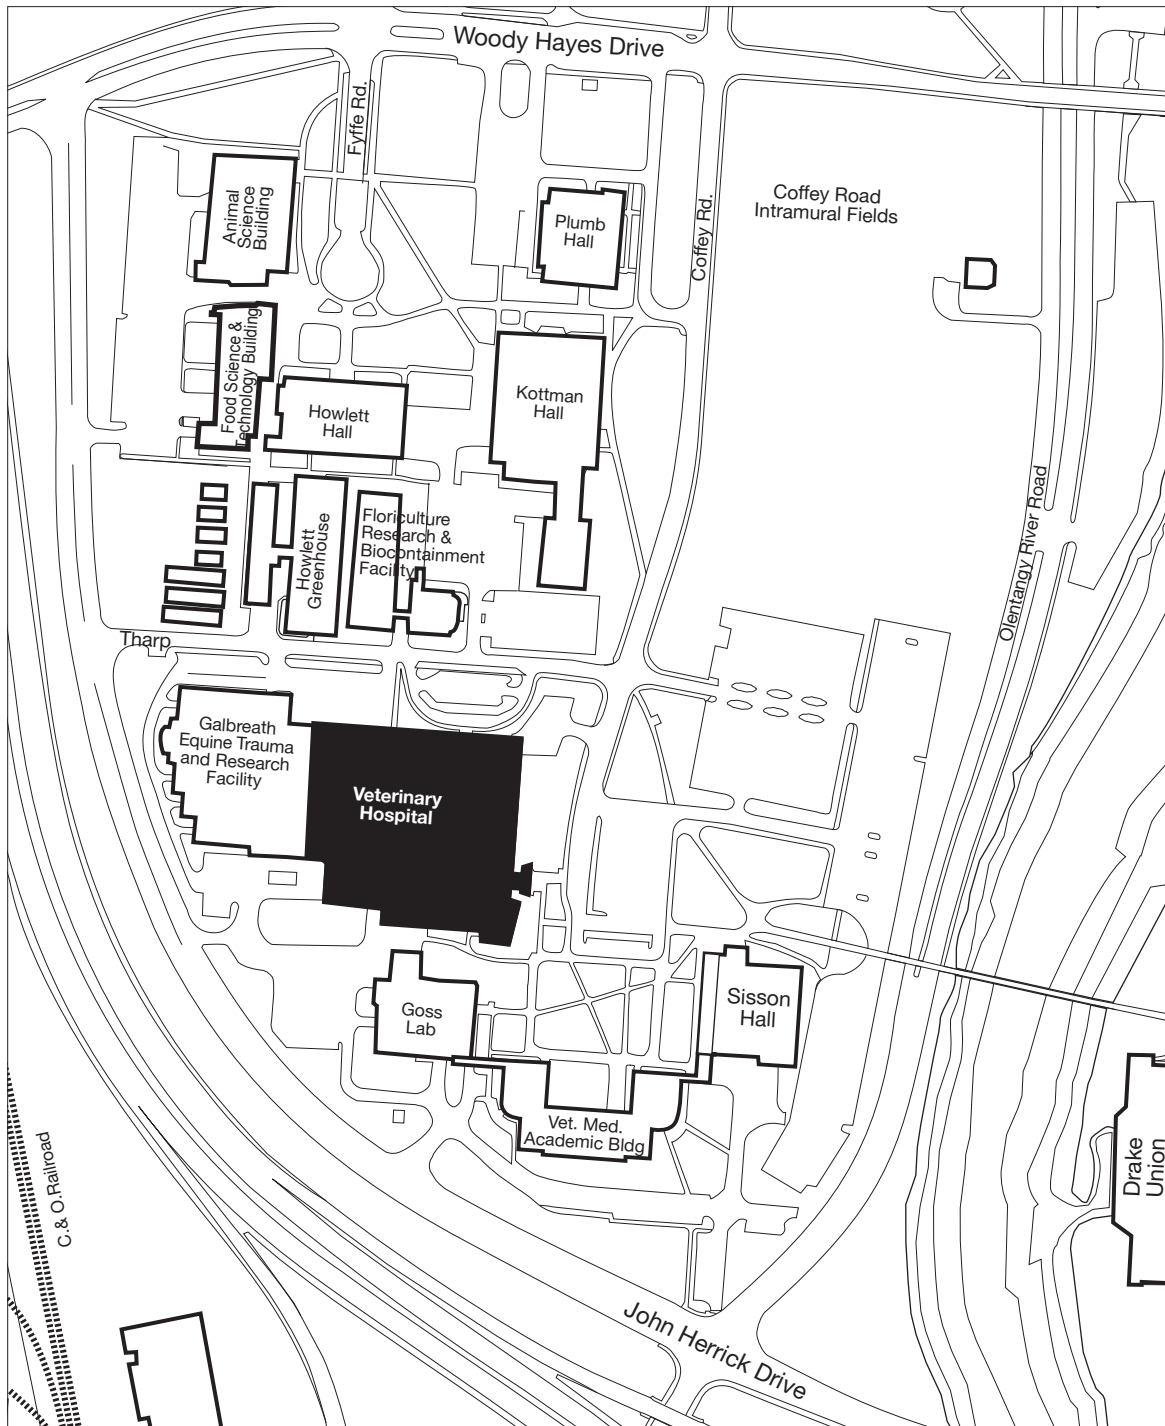 Woody Hayes Drive
Fyffe Rd.
Coffey Rd.
Coffey Road
Intramural Fields
Animal
Science
Building
Plumb
Hall
Food Science &
Technology Building
Howlett
Hall
Kottman
Hall
Howlett
Greenhouse
Floriculture
Research &
Biocontainment
Facility
Olentangy River Road
Tharp
Galbreath
Equine Trauma
and Research
Facility
Veterinary
Hospital
Goss
Lab
Sisson
Hall
Vet. Med.
Academic Bldg
Drake
Union
C.& O.Railroad
John Herrick Drive